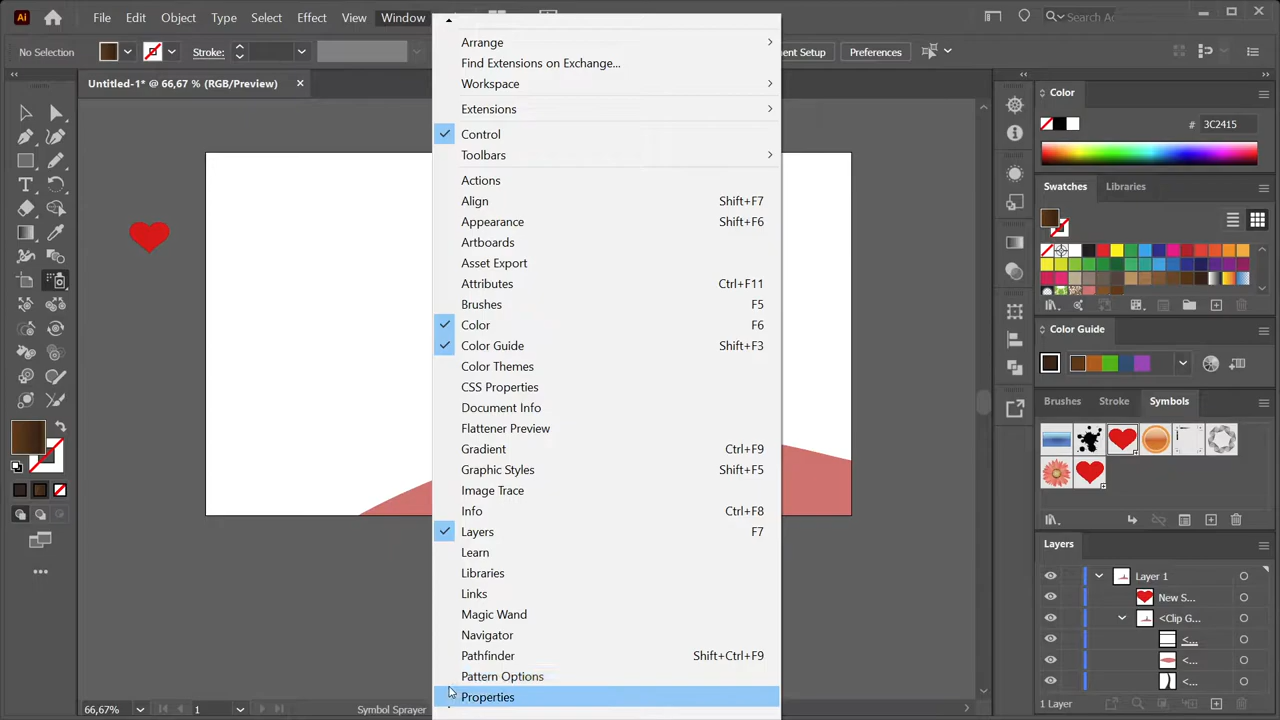 Ai File Edit Object Type Select Effect View Window
No Selection Stroke: Preferences
Untitled-1* @ 66,67 % (RGB/Preview)
Arrange
Find Extensions on Exchange...
Workspace
Extensions
Control
Toolbars
Actions
Align Shift+F7
Appearance Shift+F6
Artboards
Asset Export
Attributes Ctrl+F11
Brushes F5
Color F6
Color Guide Shift+F3
Color Themes
CSS Properties
Document Info
Flattener Preview
Gradient Ctrl+F9
Graphic Styles Shift+F5
Image Trace
Info Ctrl+F8
Layers F7
Learn
Libraries
Links
Magic Wand
Navigator
Pathfinder Shift+Ctrl+F9
Pattern Options
Properties
Color
# 3C2415
Swatches Libraries
Color Guide
Brushes Stroke Symbols
Layers
Layer 1
New S...
<Clip G...
<...
<...
<...
1 Layer
66,67% 1 Symbol Sprayer